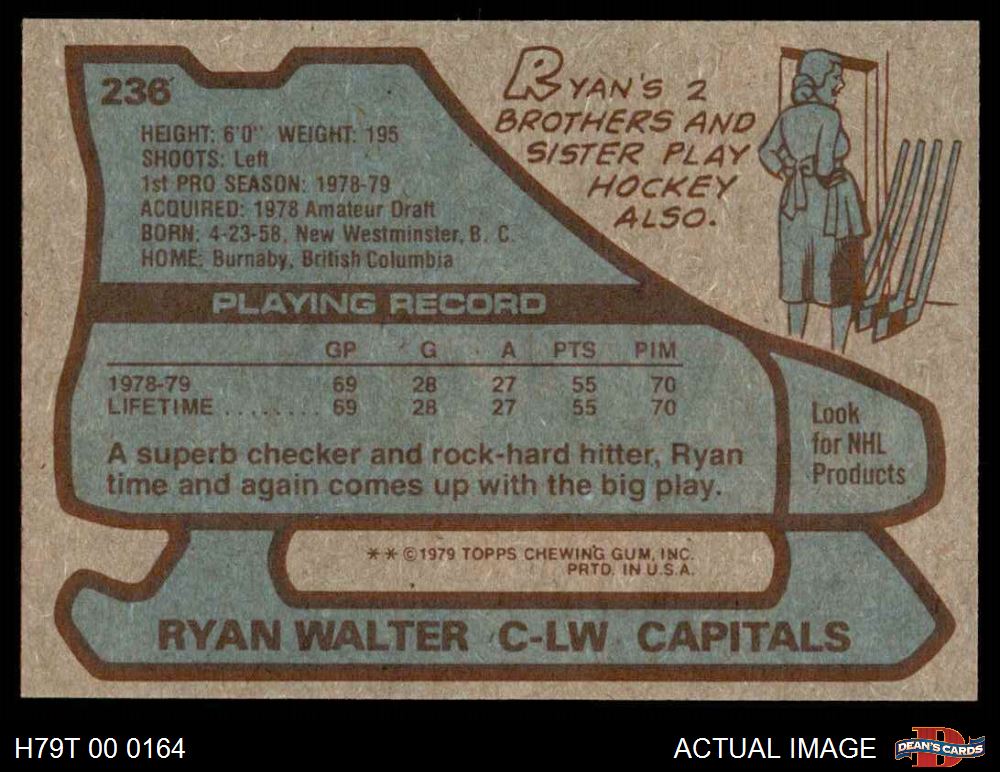 236
HEIGHT: 6'0" WEIGHT: 195
SHOOTS: Left
1st PRO SEASON: 1978-79
ACQUIRED: 1978 Amateur Draft
BORN: 4-23-58, New Westminster, B. C.
HOME: Burnaby, British Columbia
RYAN'S 2
BROTHERS AND
SISTER PLAY
HOCKEY
ALSO.
PLAYING RECORD
GP G A PTS PIM
1978-79 69 28 27 55 70
LIFETIME ....... 69 28 27 55 70
A superb checker and rock-hard hitter, Ryan
time and again comes up with the big play.
Look
for NHL
Products
** ©1979 TOPPS CHEWING GUM, INC.
PRTD. IN U.S.A.
RYAN WALTER C-LW CAPITALS
H79T 00 0164
ACTUAL IMAGE
D
DEAN'S CARDS